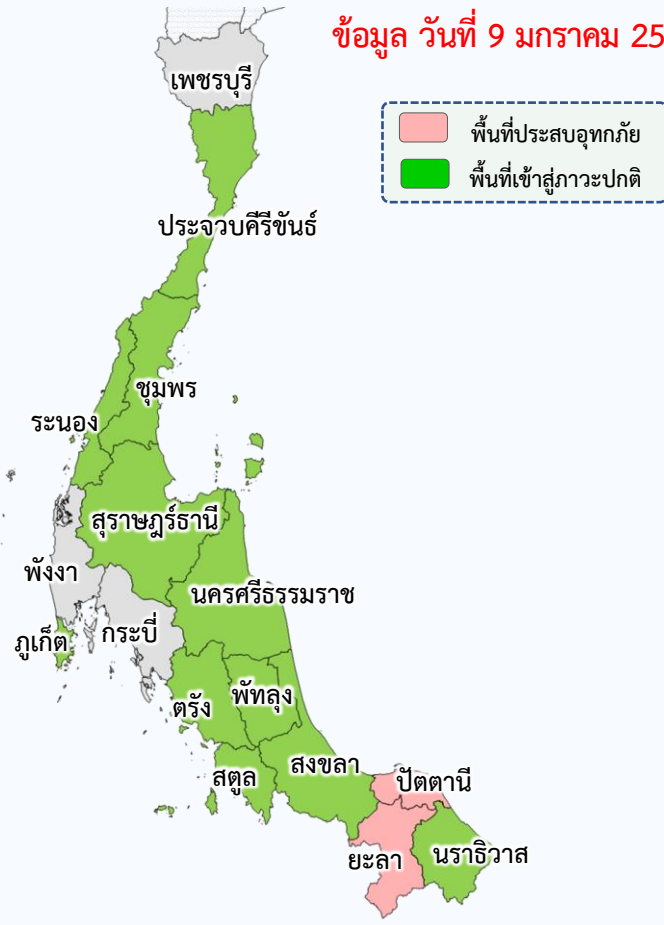 ข้อมูล วันที่ 9 มกราคม 25
เพชรบุรี
พื้นที่ประสบอุทกภัย
พื้นที่เข้าสู่ภาวะปกติ
ประจวบคีรีขันธ์
ชุมพร
ระนอง
สุราษฎร์ธานี
พังงา
นครศรีธรรมราช
ภูเก็ต
กระบี่
พัทลุง
ตรัง
สงขลา
สตูล
ปัตตานี
ยะลา
นราธิวาส